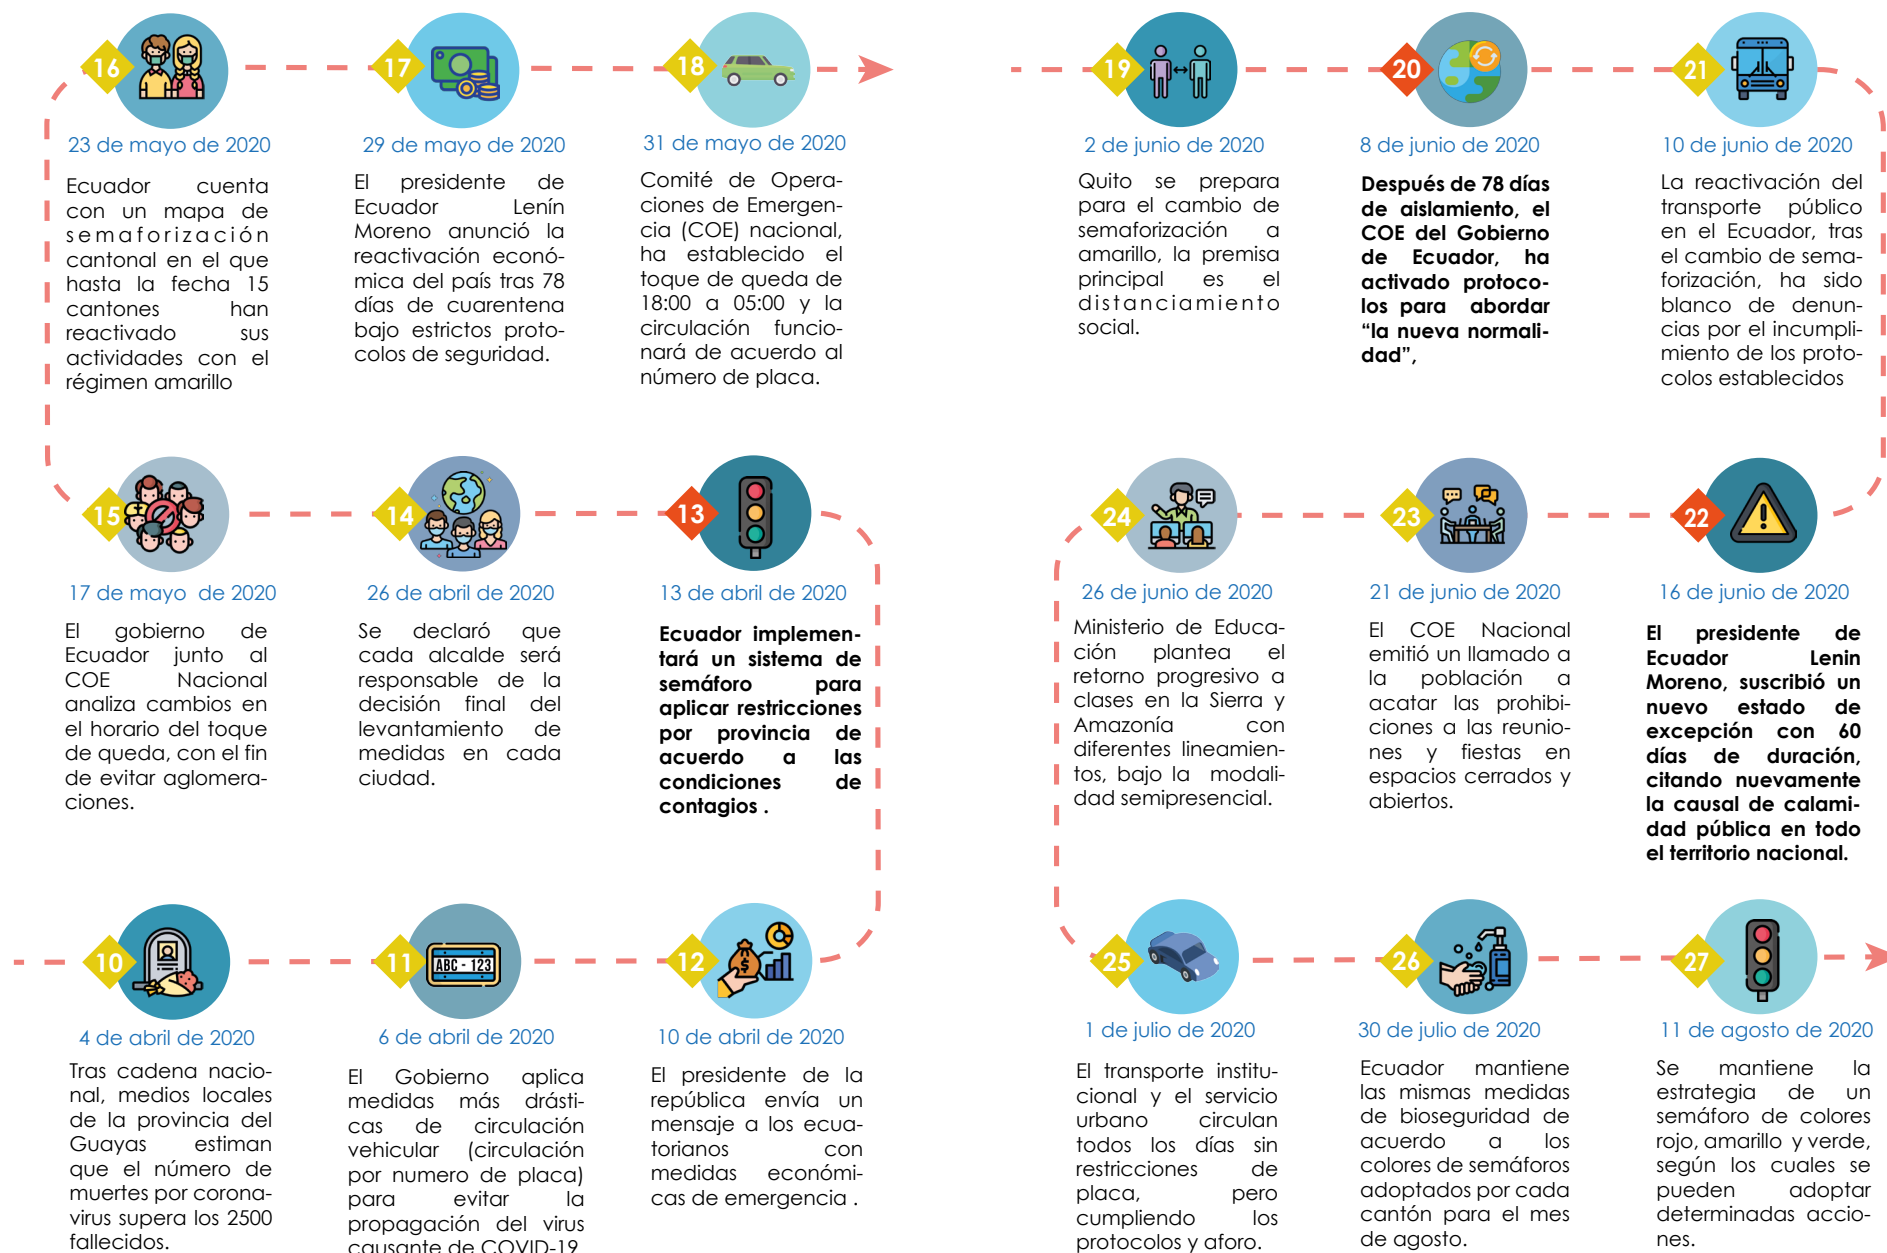 16
23 de mayo de 2020
Ecuador cuenta
con un mapa de
semaforización
cantonal en el que
hasta la fecha 15
cantones han
reactivado sus
actividades con el
régimen amarillo
17
29 de mayo de 2020
El presidente de
Ecuador Lenín
Moreno anunció la
reactivación econó-
mica del país tras 78
días de cuarentena
bajo estrictos proto-
colos de seguridad.
18
31 de mayo de 2020
Comité de Opera-
ciones de Emergen-
cia (COE) nacional,
ha establecido el
toque de queda de
18:00 a 05:00 y la
circulación funcio-
nará de acuerdo al
número de placa.
15
17 de mayo de 2020
El gobierno de
Ecuador junto al
COE Nacional
analiza cambios en
el horario del toque
de queda, con el fin
de evitar aglomera-
ciones.
14
26 de abril de 2020
Se declaró que
cada alcalde será
responsable de la
decisión final del
levantamiento de
medidas en cada
ciudad.
13
13 de abril de 2020
Ecuador implemen-
tará un sistema de
semáforo para
aplicar restricciones
por provincia de
acuerdo a las
condiciones de
contagios .
10
4 de abril de 2020
Tras cadena nacio-
nal, medios locales
de la provincia del
Guayas estiman
que el número de
muertes por corona-
virus supera los 2500
fallecidos.
11
ABC - 123
6 de abril de 2020
El Gobierno aplica
medidas más drásti-
cas de circulación
vehicular (circulación
por numero de placa)
para evitar la
propagación del virus
causante de COVID-19
12
10 de abril de 2020
El presidente de la
república envía un
mensaje a los ecua-
torianos con
medidas económi-
cas de emergencia .
19
2 de junio de 2020
Quito se prepara
para el cambio de
semaforización a
amarillo, la premisa
principal es el
distanciamiento
social.
20
8 de junio de 2020
Después de 78 días
de aislamiento, el
COE del Gobierno
de Ecuador, ha
activado protoco-
los para abordar
“la nueva normali-
dad”,
21
10 de junio de 2020
La reactivación del
transporte público
en el Ecuador, tras
el cambio de sema-
forización, ha sido
blanco de denun-
cias por el incumpli-
miento de los proto-
colos establecidos
24
26 de junio de 2020
Ministerio de Educa-
ción plantea el
retorno progresivo a
clases en la Sierra y
Amazonía con
diferentes lineamien-
tos, bajo la modali-
dad semipresencial.
23
21 de junio de 2020
El COE Nacional
emitió un llamado a
la población a
acatar las prohibi-
ciones a las reunio-
nes y fiestas en
espacios cerrados y
abiertos.
22
16 de junio de 2020
El presidente de
Ecuador Lenin
Moreno, suscribió un
nuevo estado de
excepción con 60
días de duración,
citando nuevamente
la causal de calami-
dad pública en todo
el territorio nacional.
25
1 de julio de 2020
El transporte institu-
cional y el servicio
urbano circulan
todos los días sin
restricciones de
placa, pero
cumpliendo los
protocolos y aforo.
26
30 de julio de 2020
Ecuador mantiene
las mismas medidas
de bioseguridad de
acuerdo a los
colores de semáforos
adoptados por cada
cantón para el mes
de agosto.
27
11 de agosto de 2020
Se mantiene la
estrategia de un
semáforo de colores
rojo, amarillo y verde,
según los cuales se
pueden adoptar
determinadas accio-
nes.